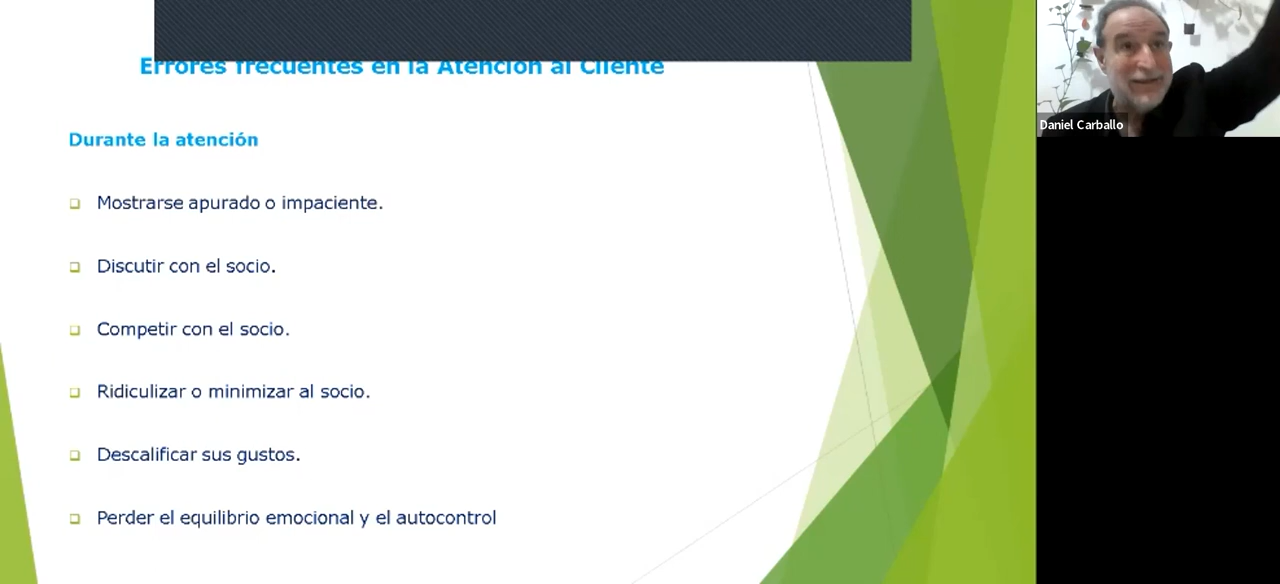 Errores frecuentes en la Atención al Cliente
Durante la atención
Mostrarse apurado o impaciente.
Discutir con el socio.
Competir con el socio.
Ridiculizar o minimizar al socio.
Descalificar sus gustos.
Perder el equilibrio emocional y el autocontrol
Daniel Carballo